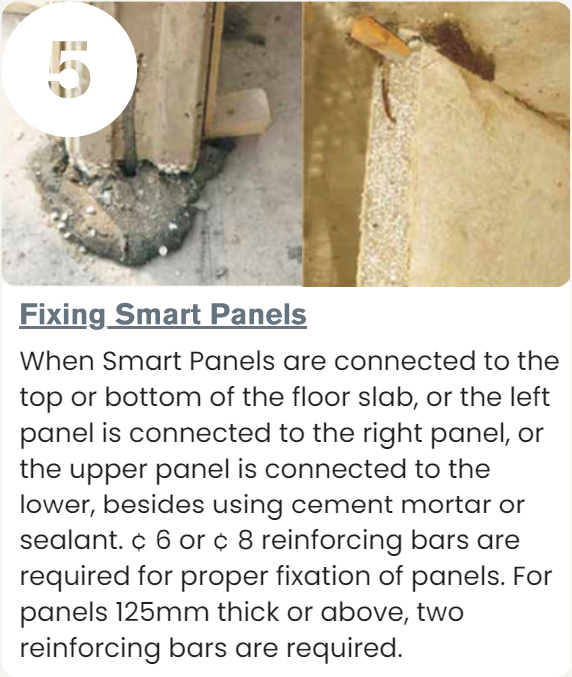 5
Fixing Smart Panels
When Smart Panels are connected to the
top or bottom of the floor slab, or the left
panel is connected to the right panel, or
the upper panel is connected to the
lower, besides using cement mortar or
sealant. ¢ 6 or ¢ 8 reinforcing bars are
required for proper fixation of panels. For
panels 125mm thick or above, two
reinforcing bars are required.